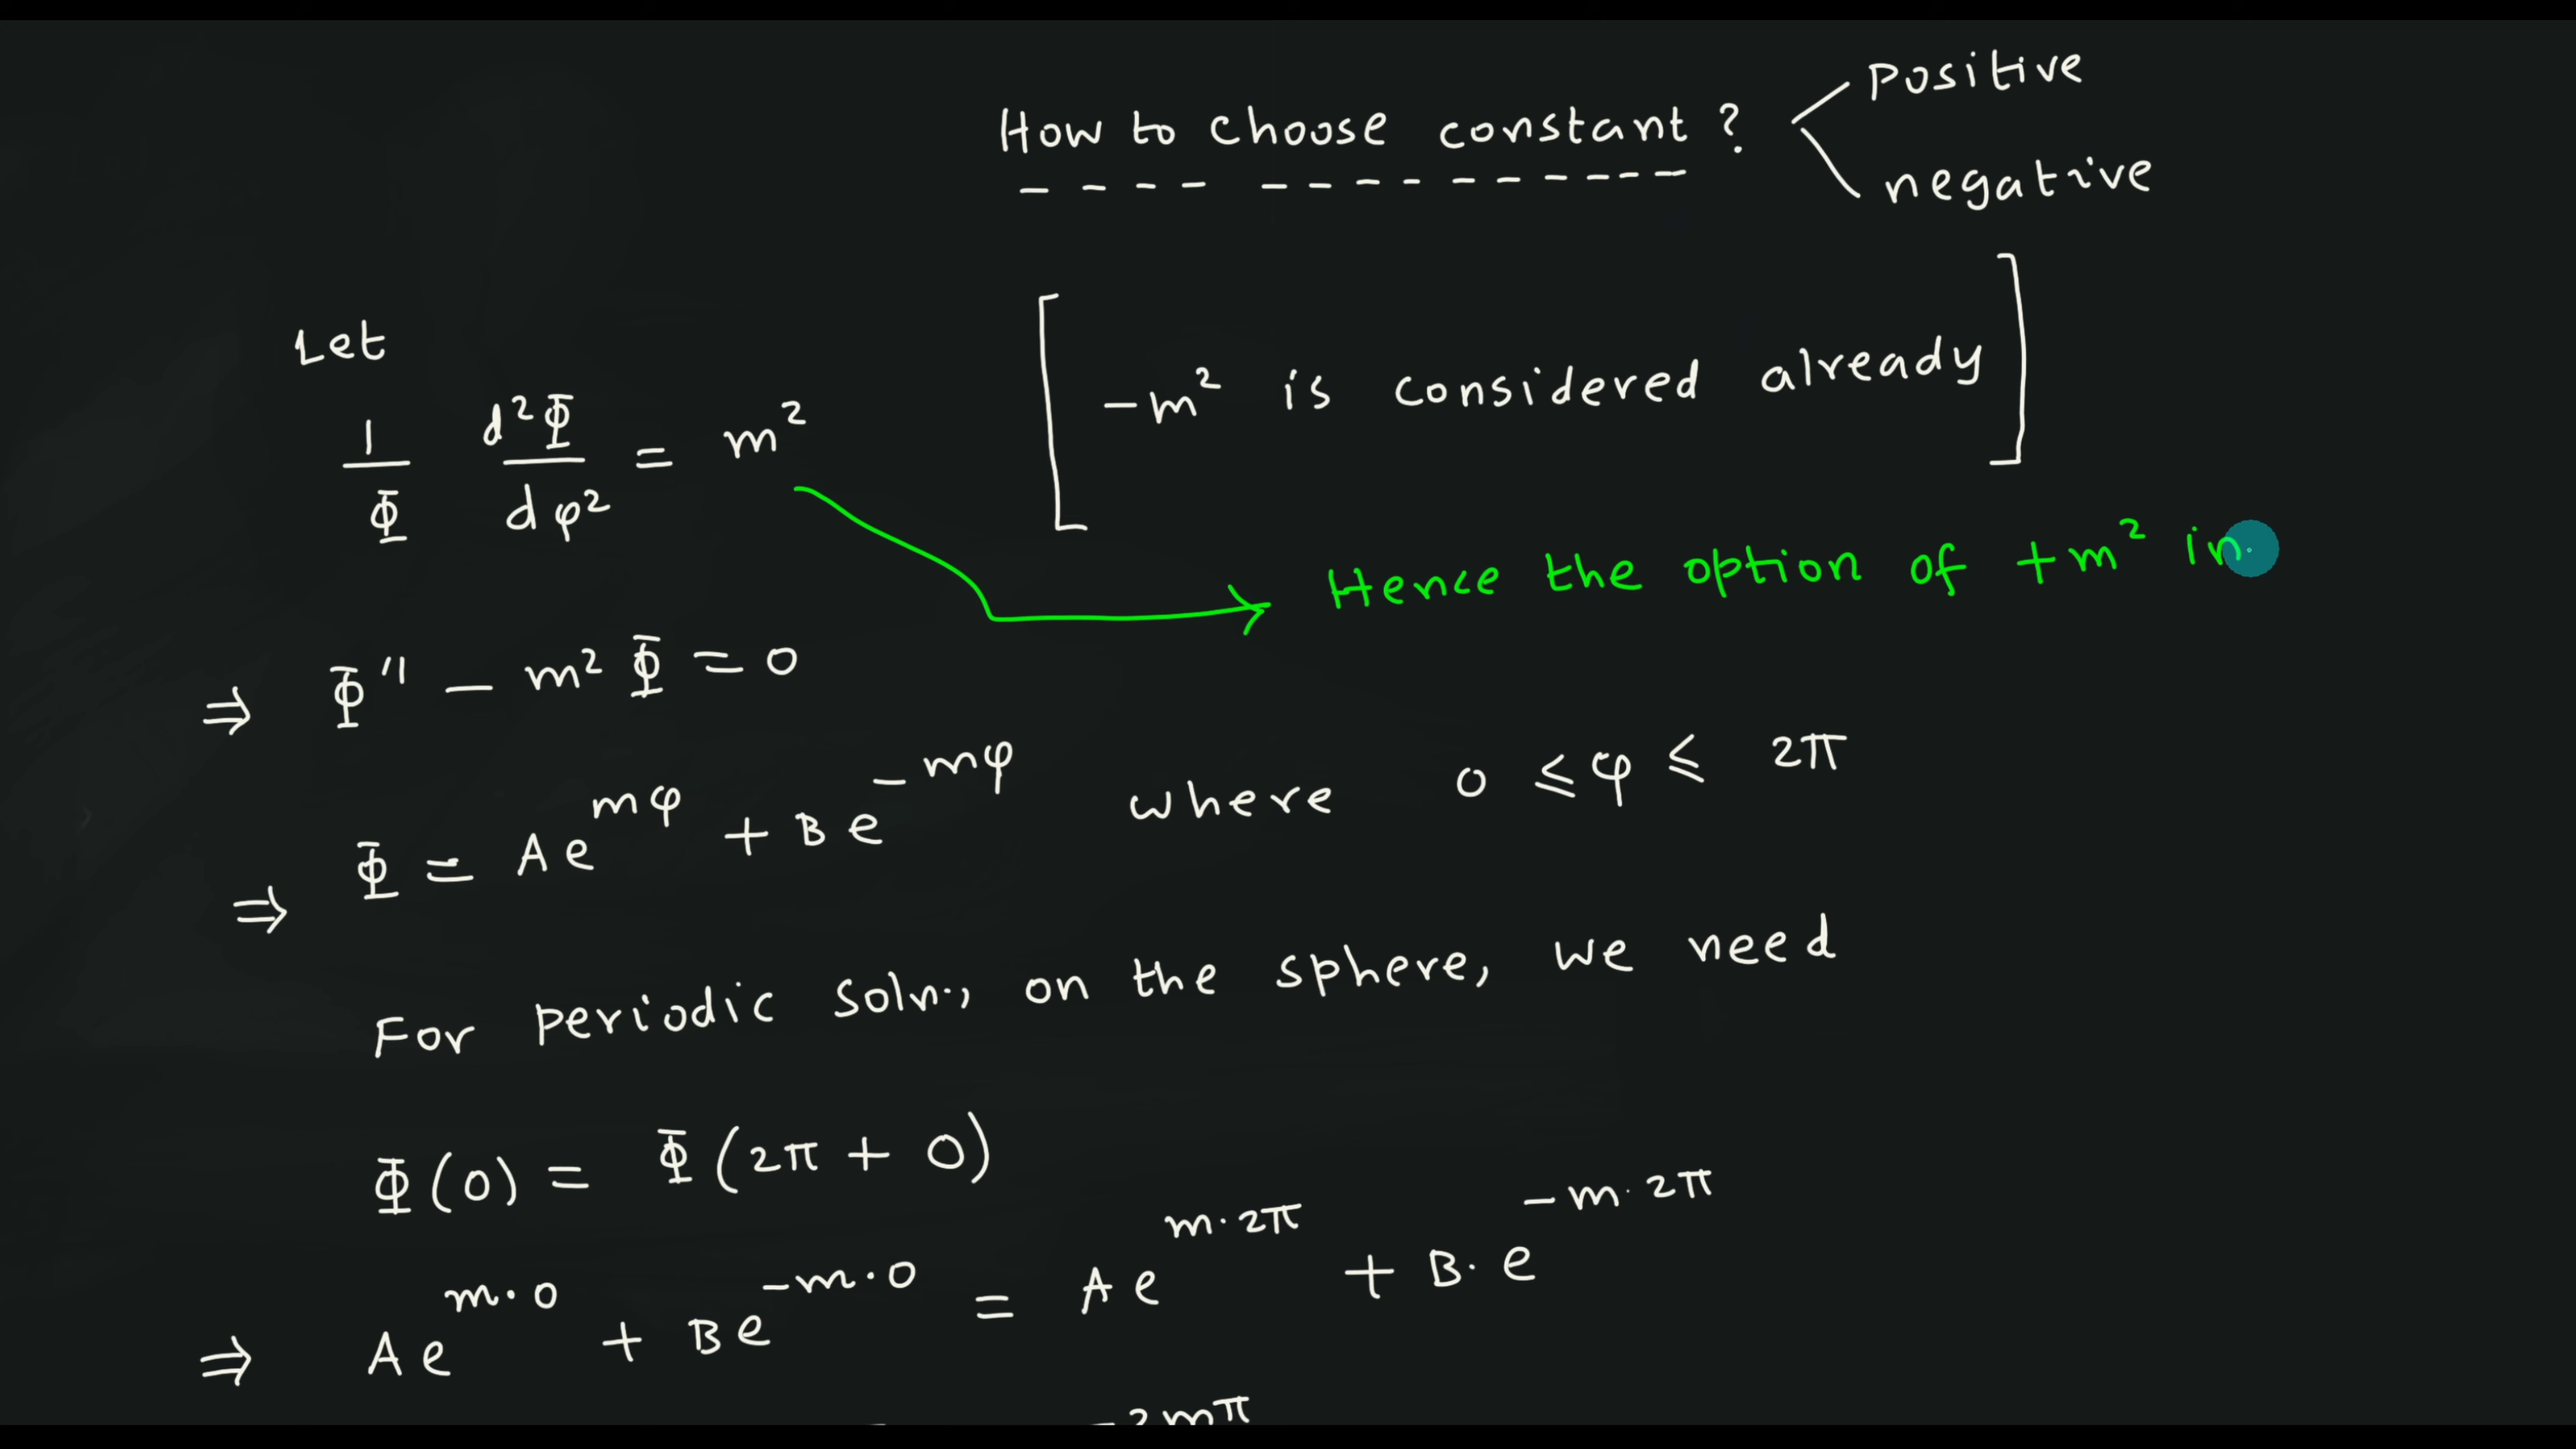 How to choose constant ? positive
negative
Let
1/Φ d²Φ/dφ² = m²
[ -m² is considered already ]
Hence the option of +m² in
⇒ Φ'' - m² Φ = 0
⇒ Φ = A e^{mφ} + B e^{-mφ} where 0 ≤ φ ≤ 2π
For periodic soln., on the sphere, we need
Φ(0) = Φ(2π + 0)
⇒ A e^{m·0} + B e^{-m·0} = A e^{m·2π} + B· e^{-m·2π}
-2mπ